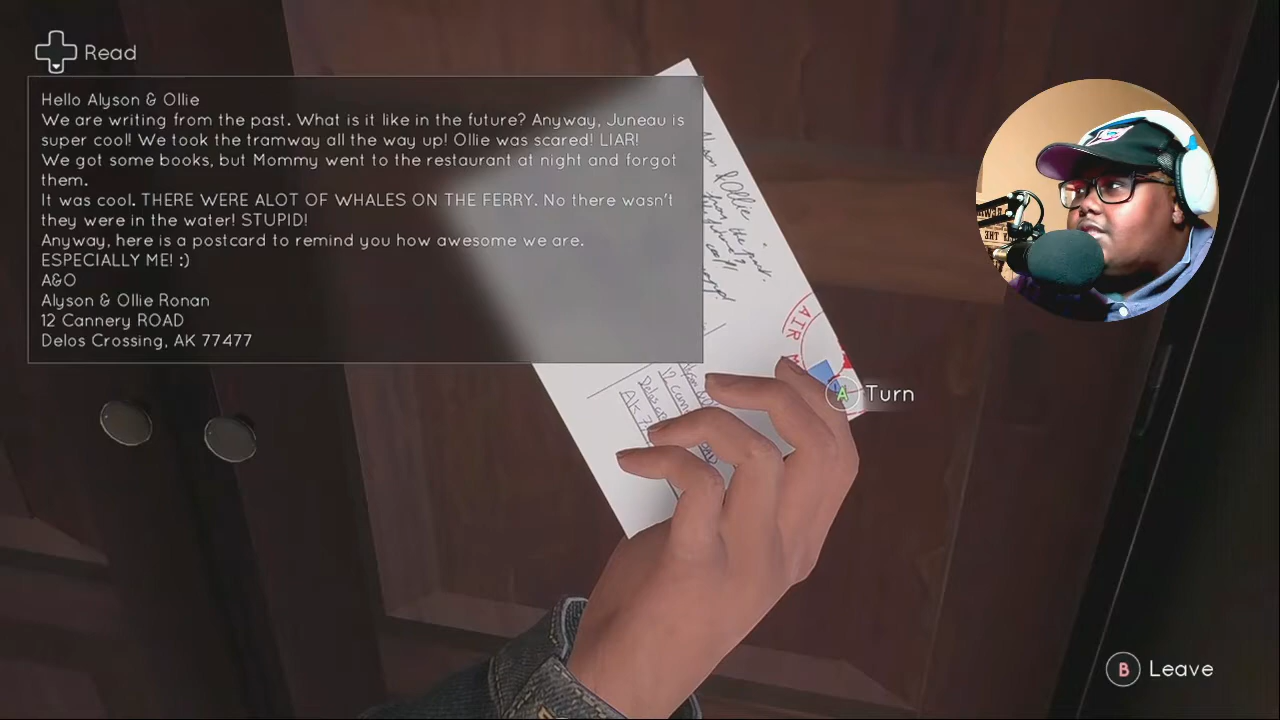 Read
Hello Alyson & Ollie
We are writing from the past. What is it like in the future? Anyway, Juneau is
super cool! We took the tramway all the way up! Ollie was scared! LIAR!
We got some books, but Mommy went to the restaurant at night and forgot
them.
It was cool. THERE WERE ALOT OF WHALES ON THE FERRY. No there wasn't
they were in the water! STUPID!
Anyway, here is a postcard to remind you how awesome we are.
ESPECIALLY ME! :)
A&O
Alyson & Ollie Ronan
12 Cannery ROAD
Delos Crossing, AK 77477
AIR
A Turn
B Leave